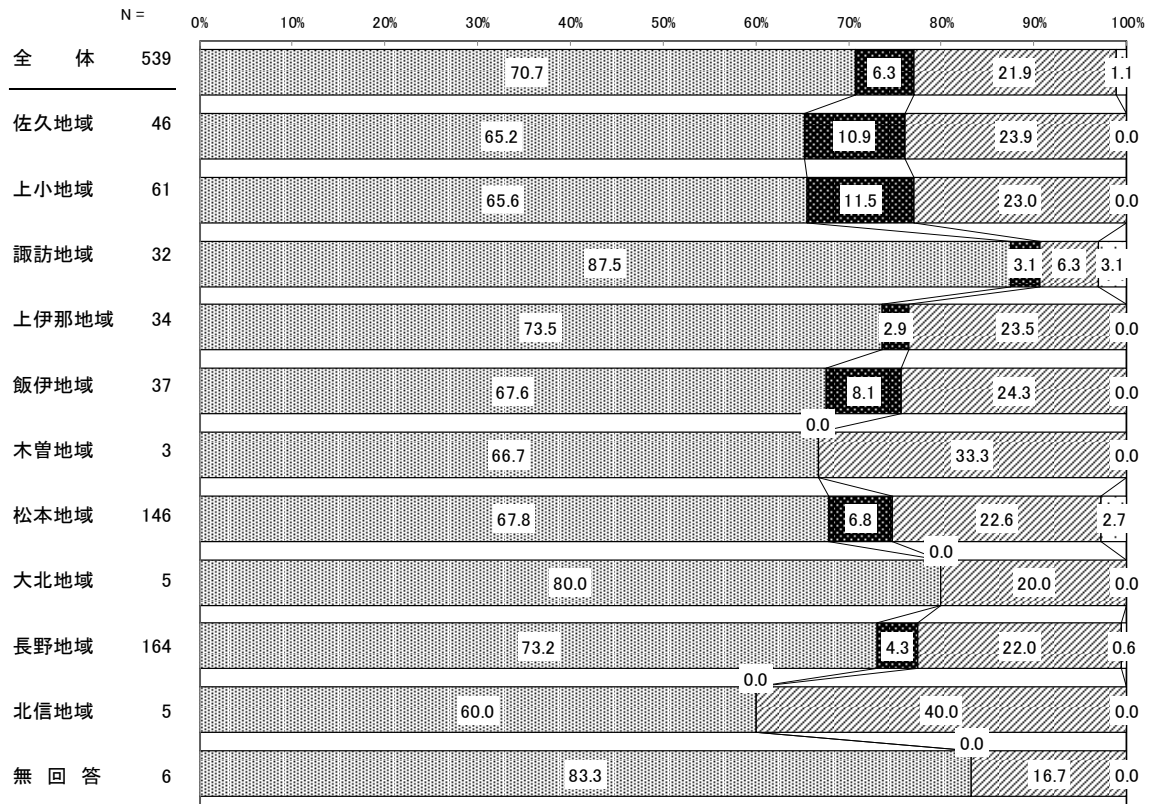 N =
0% 10% 20% 30% 40% 50% 60% 70% 80% 90% 100%
全 体 539 70.7 6.3 21.9 1.1
佐久地域 46 65.2 10.9 23.9 0.0
上小地域 61 65.6 11.5 23.0 0.0
諏訪地域 32 87.5 3.1 6.3 3.1
上伊那地域 34 73.5 2.9 23.5 0.0
飯伊地域 37 67.6 8.1 24.3 0.0
木曽地域 3 66.7 0.0 33.3 0.0
松本地域 146 67.8 6.8 22.6 2.7
大北地域 5 80.0 0.0 20.0 0.0
長野地域 164 73.2 4.3 22.0 0.6
北信地域 5 60.0 0.0 40.0 0.0
無 回 答 6 83.3 0.0 16.7 0.0